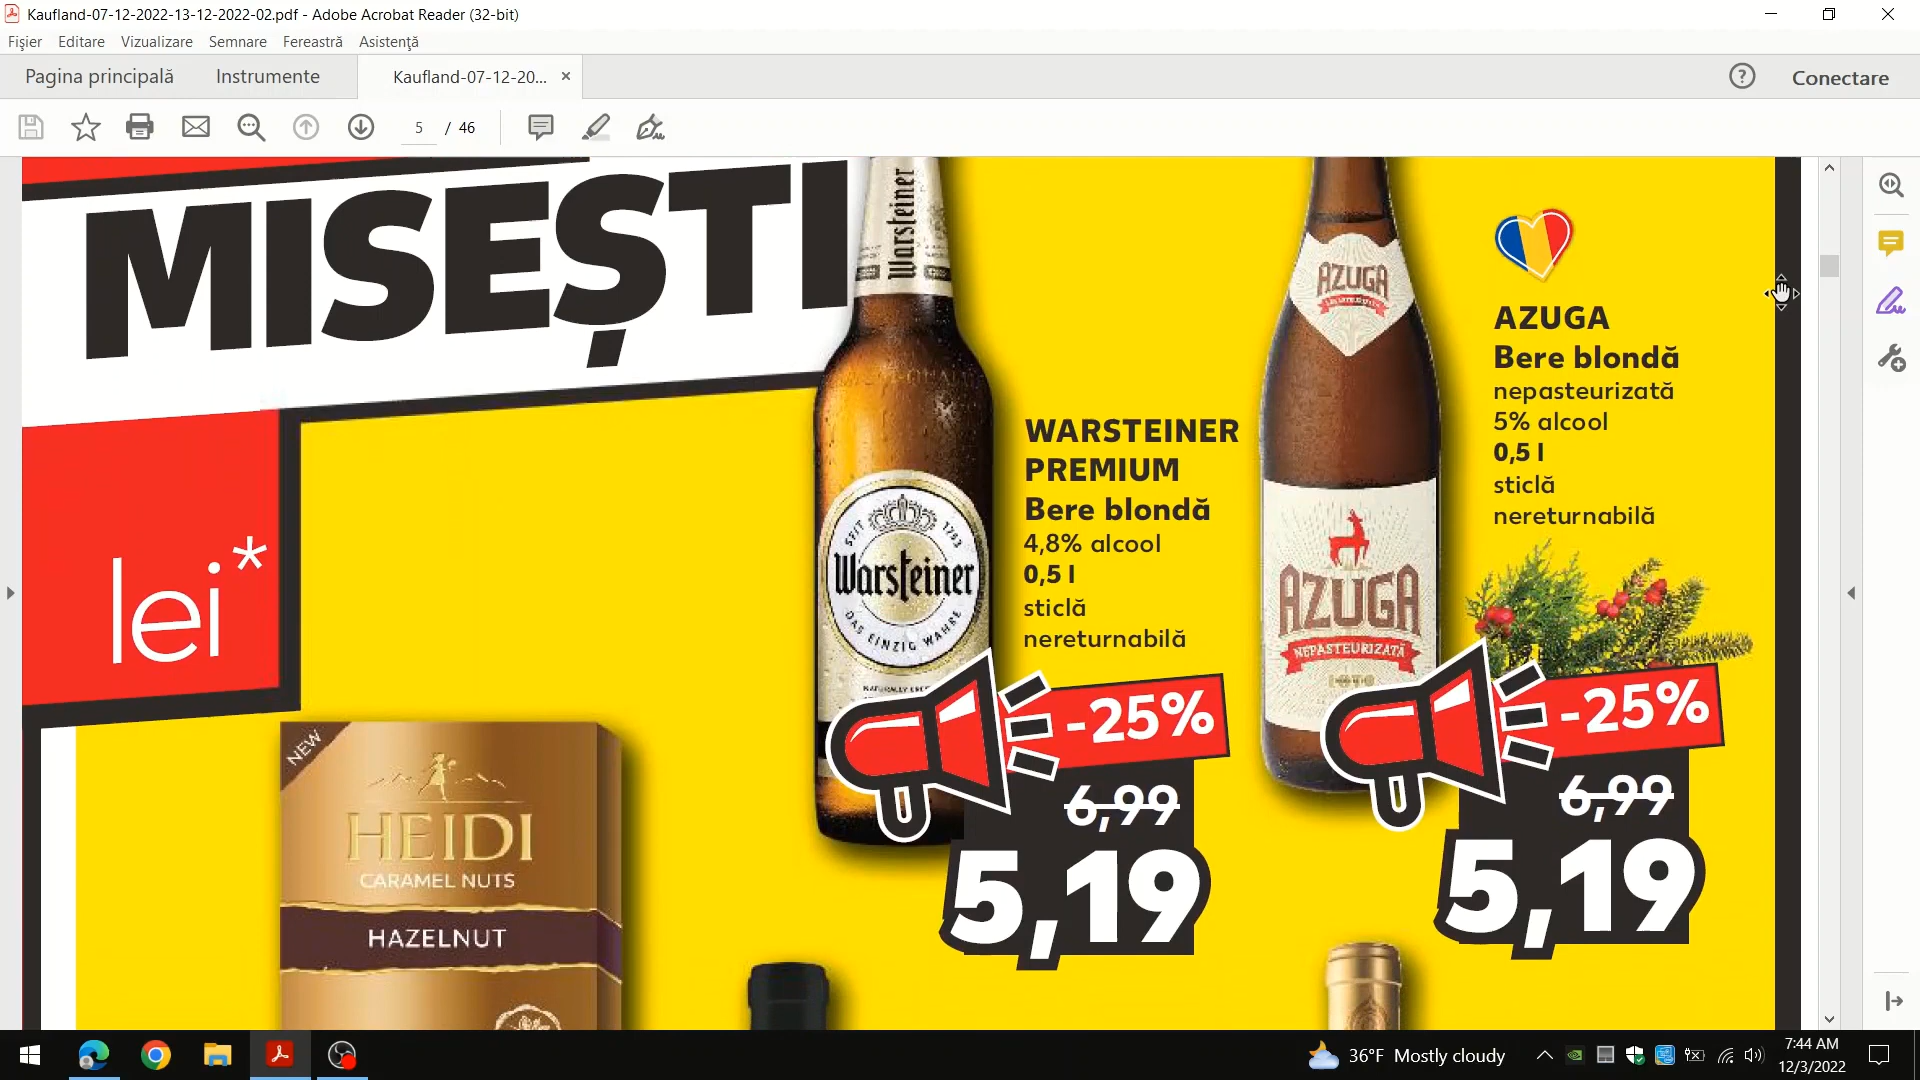 Kaufland-07-12-2022-13-12-2022-02.pdf - Adobe Acrobat Reader (32-bit)
Fişier Editare Vizualizare Semnare Fereastră Asistenţă
Pagina principală Instrumente Kaufland-07-12-20... × Conectare
5 / 46
MISEȘTI
lei*
Warsteiner
SEIT 1753
Warsteiner
DAS EINZIG WAHRE
WARSTEINER
PREMIUM
Bere blondă
4,8% alcool
0,5 l
sticlă
nereturnabilă
-25%
6,99
5,19
AZUGA
AZUGA
NEPASTEURIZATĂ
AZUGA
Bere blondă
nepasteurizată
5% alcool
0,5 l
sticlă
nereturnabilă
-25%
6,99
5,19
NEW
HEIDI
CARAMEL NUTS
HAZELNUT
36°F Mostly cloudy
7:44 AM
12/3/2022